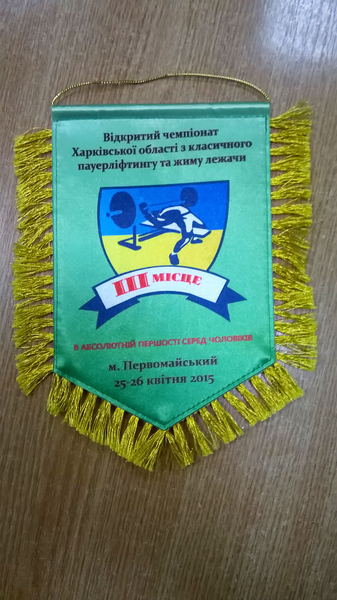 Відкритий чемпіонат
Харківської області з класичного
пауерліфтингу та жиму лежачи
III МІСЦЕ
В АБСОЛЮТНІЙ ПЕРШОСТІ СЕРЕД ЧОЛОВІКІВ
м. Первомайський
25-26 квітня 2015